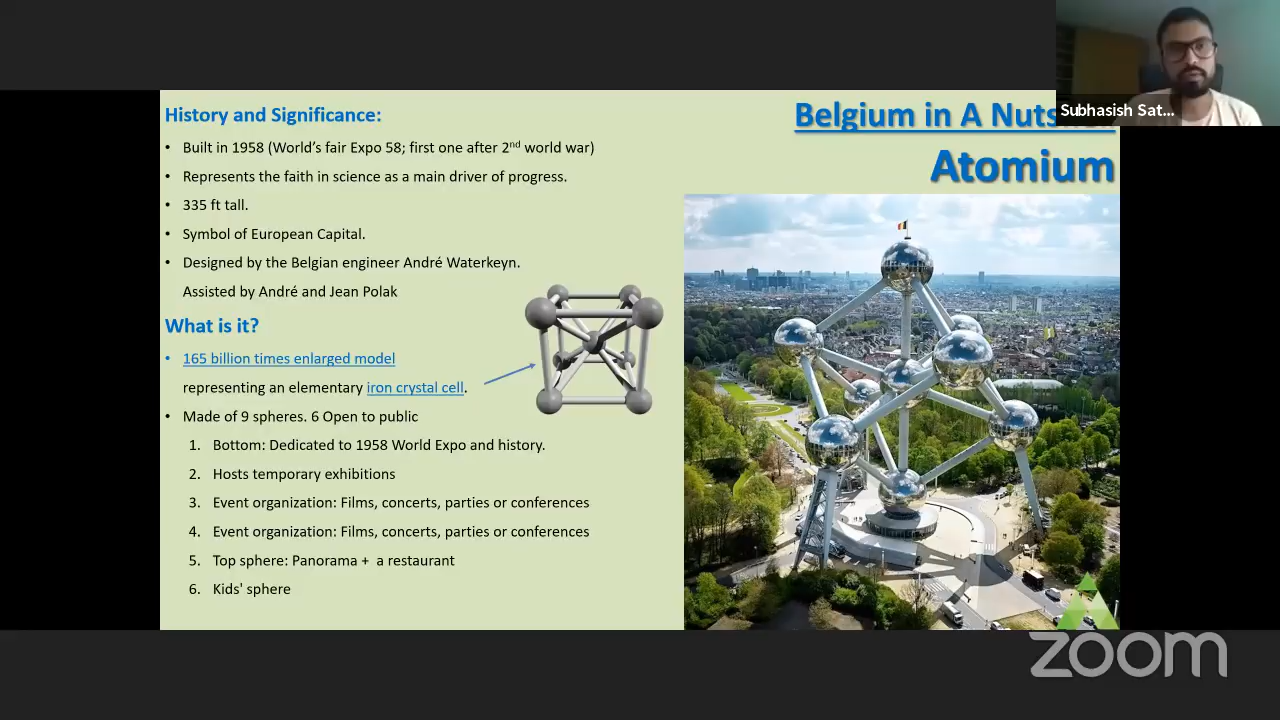 Subhasish Sat...
Belgium in A Nuts
Atomium
History and Significance:
• Built in 1958 (World's fair Expo 58; first one after 2nd world war)
• Represents the faith in science as a main driver of progress.
• 335 ft tall.
• Symbol of European Capital.
• Designed by the Belgian engineer André Waterkeyn.
Assisted by André and Jean Polak
What is it?
• 165 billion times enlarged model
representing an elementary iron crystal cell.
• Made of 9 spheres. 6 Open to public
1. Bottom: Dedicated to 1958 World Expo and history.
2. Hosts temporary exhibitions
3. Event organization: Films, concerts, parties or conferences
4. Event organization: Films, concerts, parties or conferences
5. Top sphere: Panorama + a restaurant
6. Kids' sphere
zoom